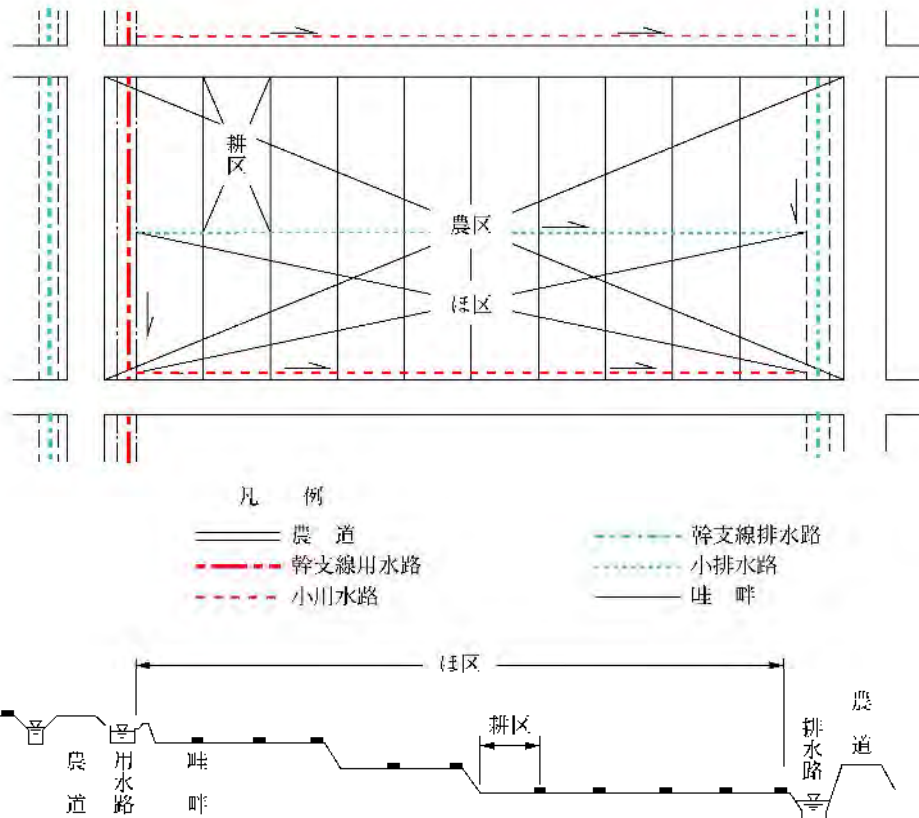 耕区
農区
ほ区
凡 例
農 道
幹支線用水路
小用水路
幹支線排水路
小排水路
畦 畔
ほ区
耕区
農道
用水路
畦畔
排水路
農道